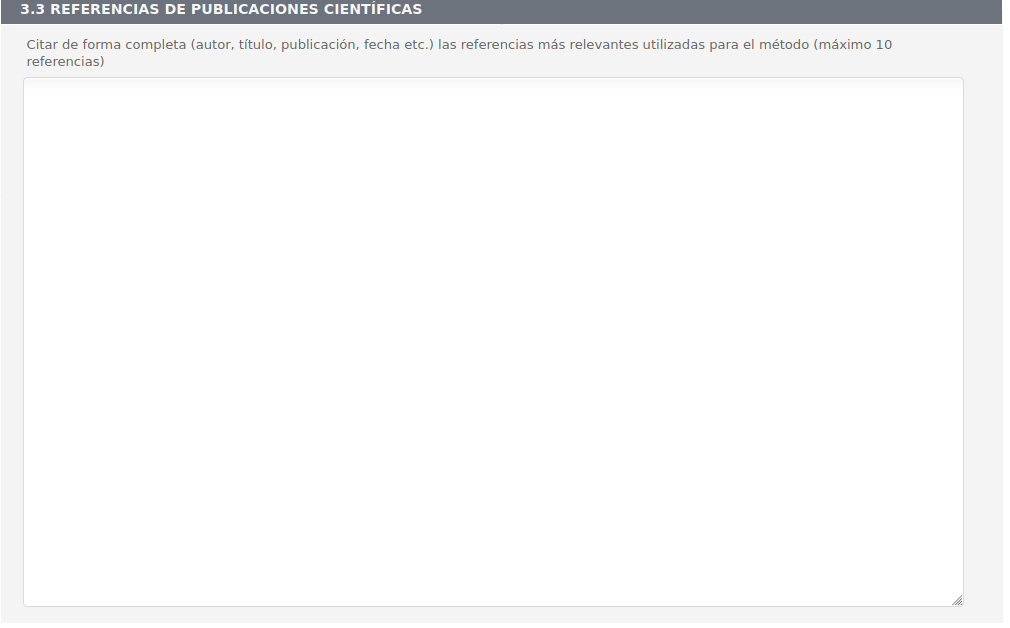 3.3 REFERENCIAS DE PUBLICACIONES CIENTÍFICAS
Citar de forma completa (autor, título, publicación, fecha etc.) las referencias más relevantes utilizadas para el método (máximo 10
referencias)